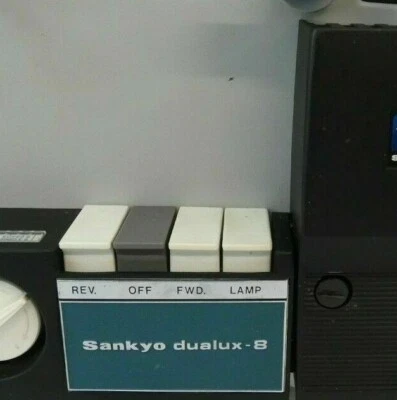 REV. OFF FWD. LAMP
Sankyo dualux-8